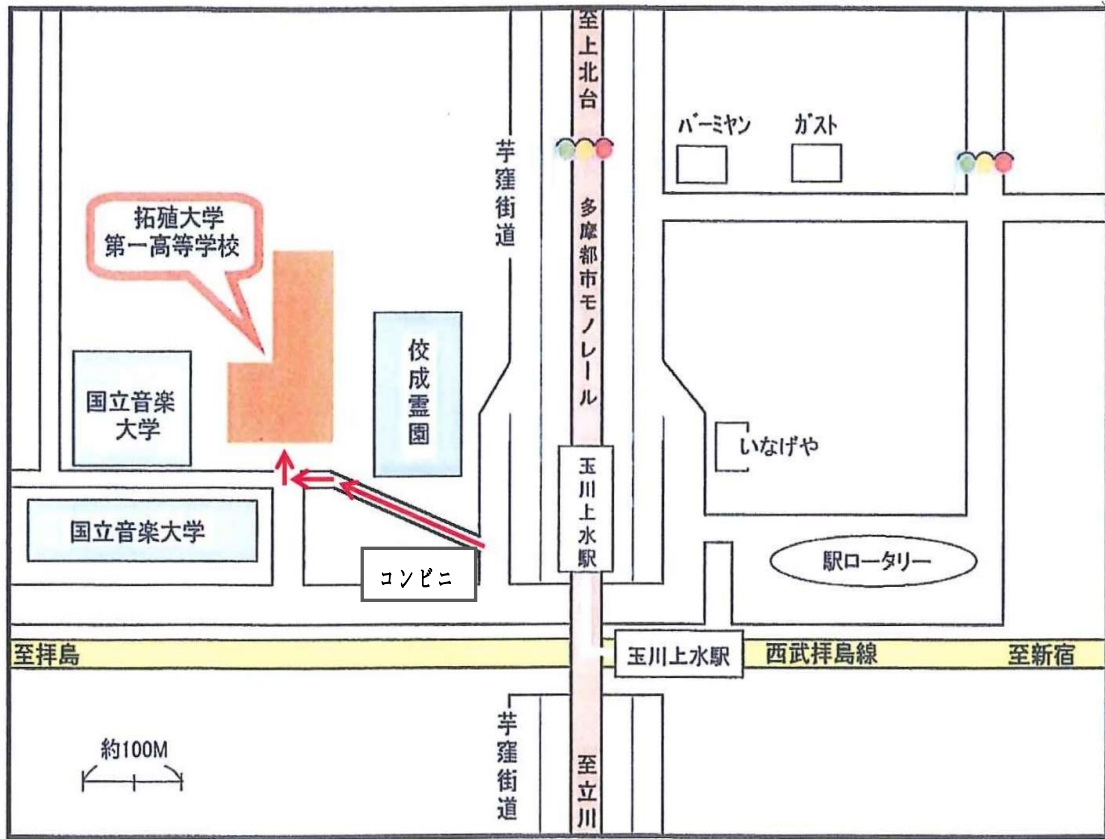 至上北台
バーミヤン
ガスト
芋窪街道
多摩都市モノレール
拓殖大学
第一高等学校
佼成霊園
国立音楽
大学
いなげや
玉川上水駅
国立音楽大学
コンビニ
駅ロータリー
至拝島
玉川上水駅
西武拝島線
至新宿
芋窪街道
至立川
約100M